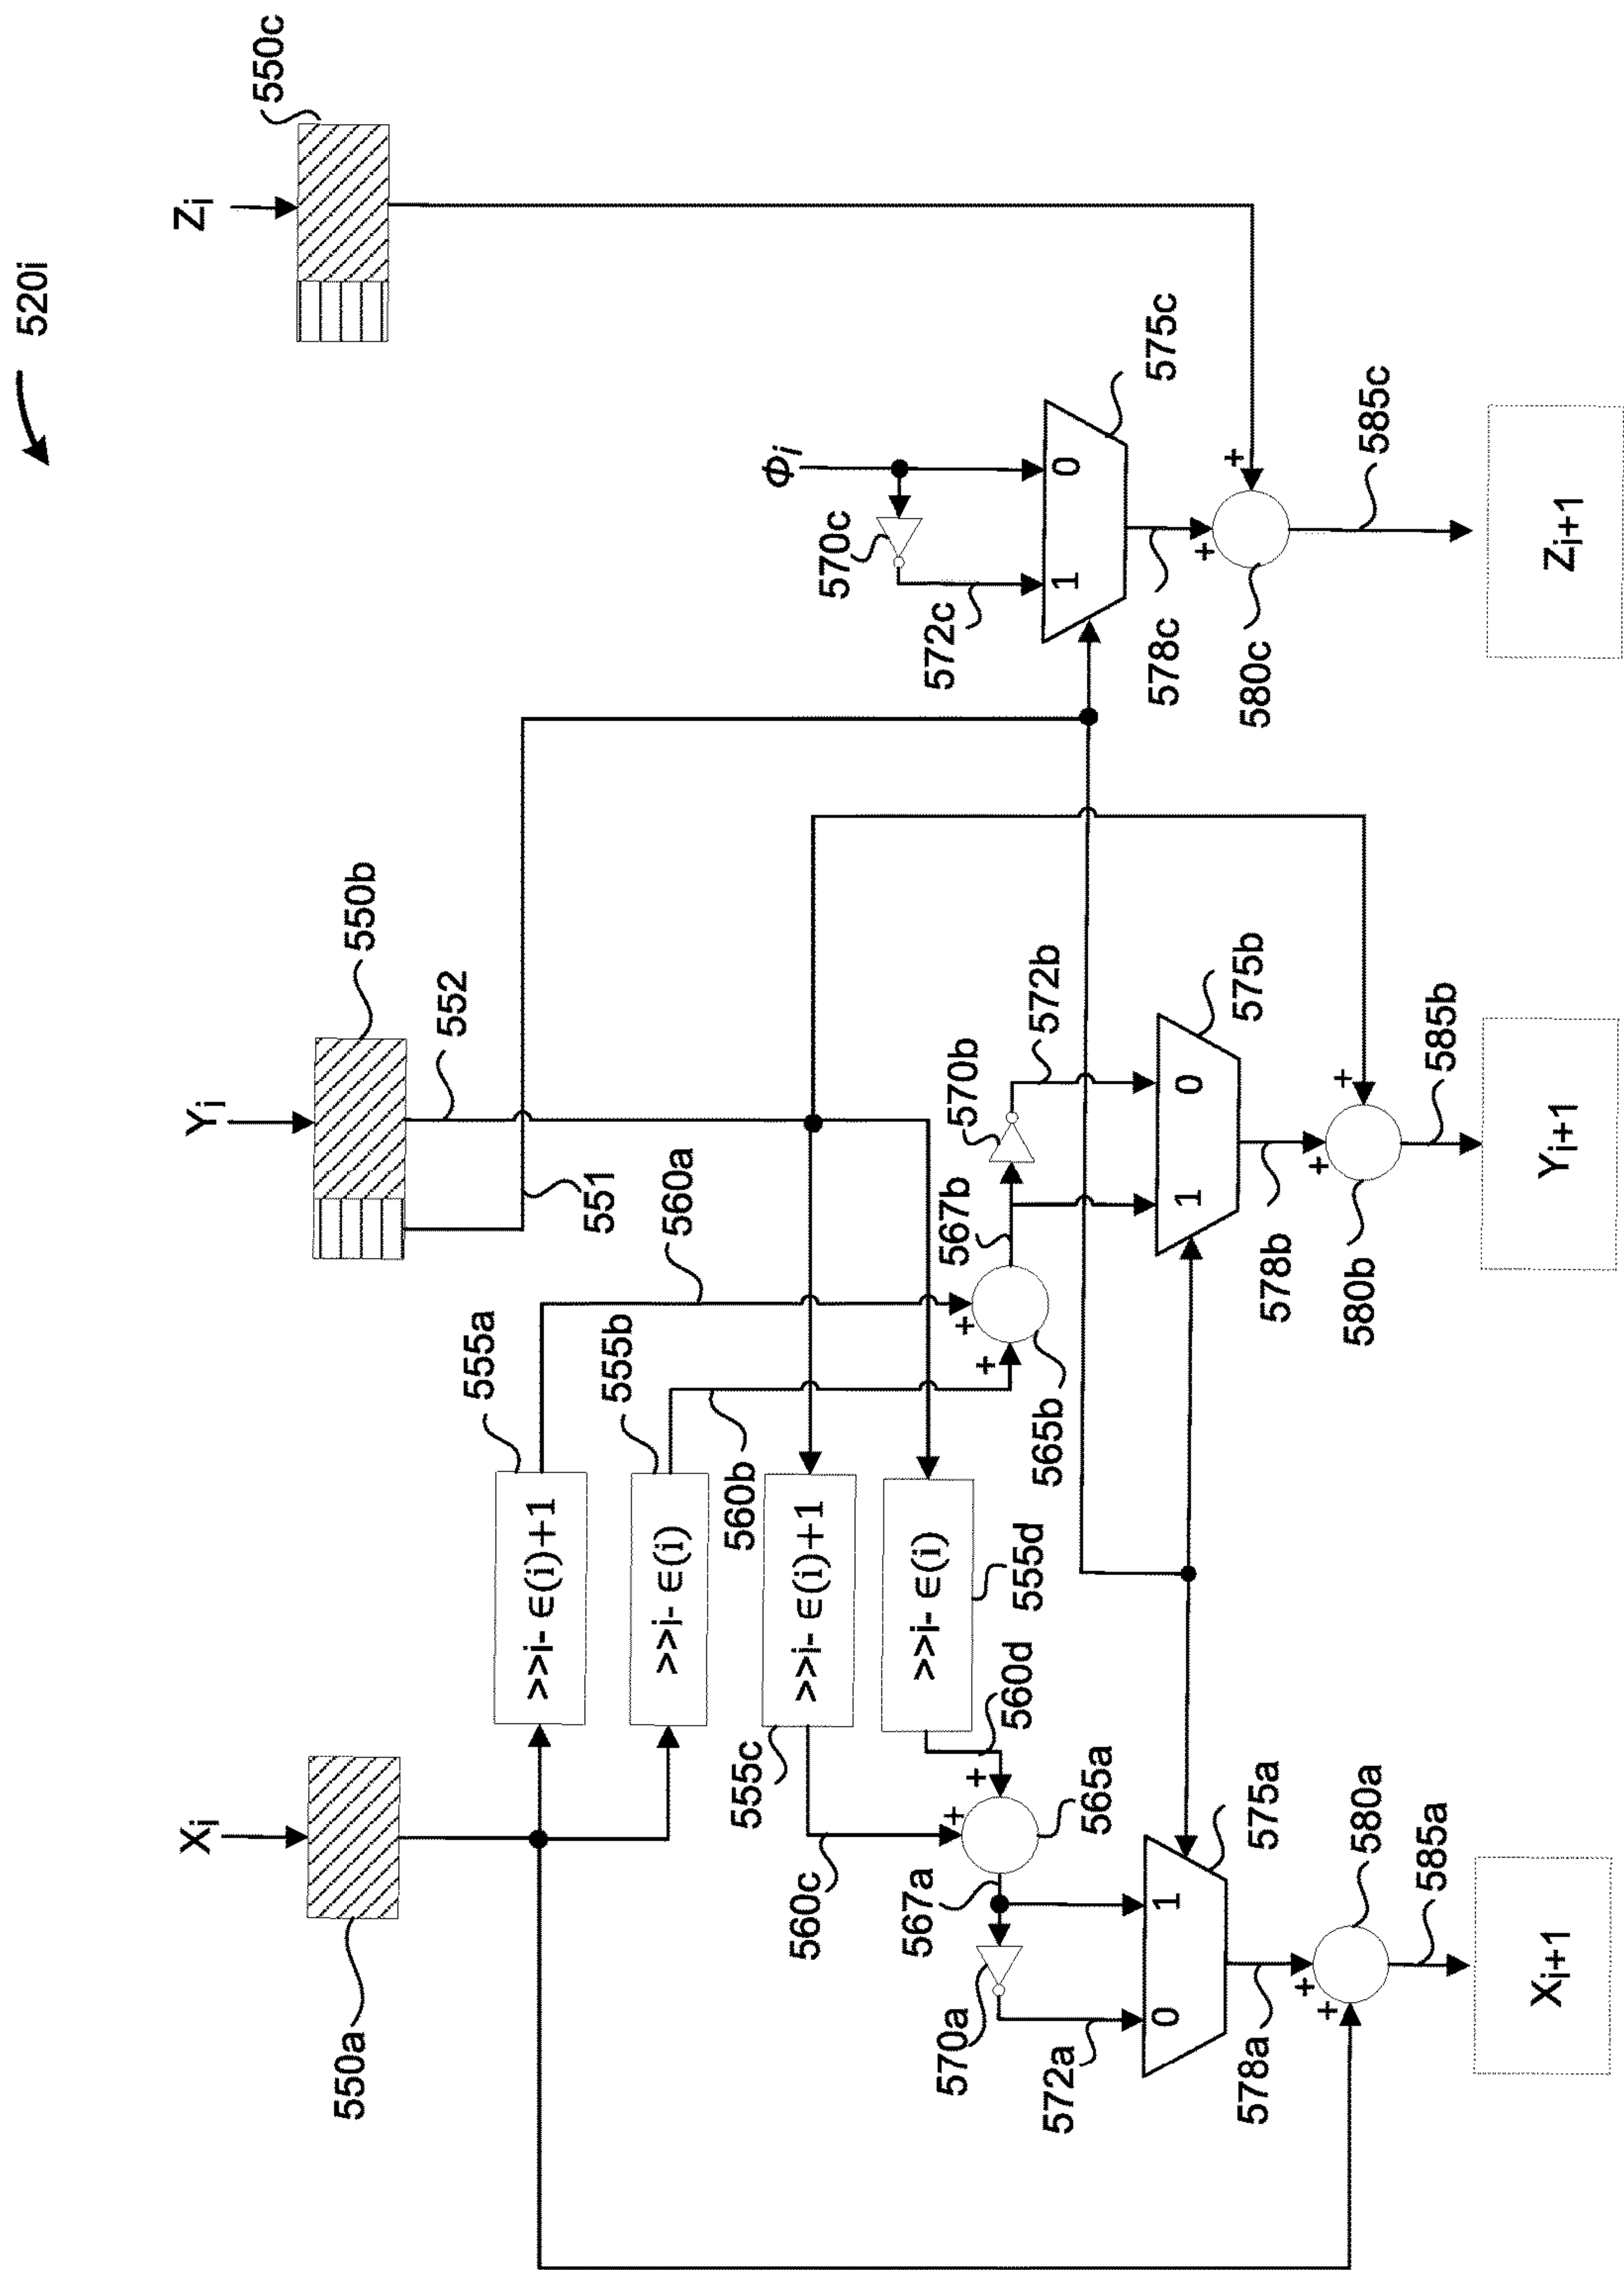 520i
Zi
550c
Yi
550b
552
551
Xi
550a
555a
>>i- ∈(i)+1
560a
555b
>>i- ∈(i)
560b
>>i- ∈(i)+1
555c
>>i- ∈(i)
555d
560d
560c
+
+
565a
567a
570a
572a
+
+
565b
567b
570b
572b
Φi
570c
572c
0
1
575a
1
0
575b
1
0
575c
578a
578b
578c
+
+
580a
+
+
580b
+
+
580c
585a
585b
585c
Xi+1
Yi+1
Zi+1